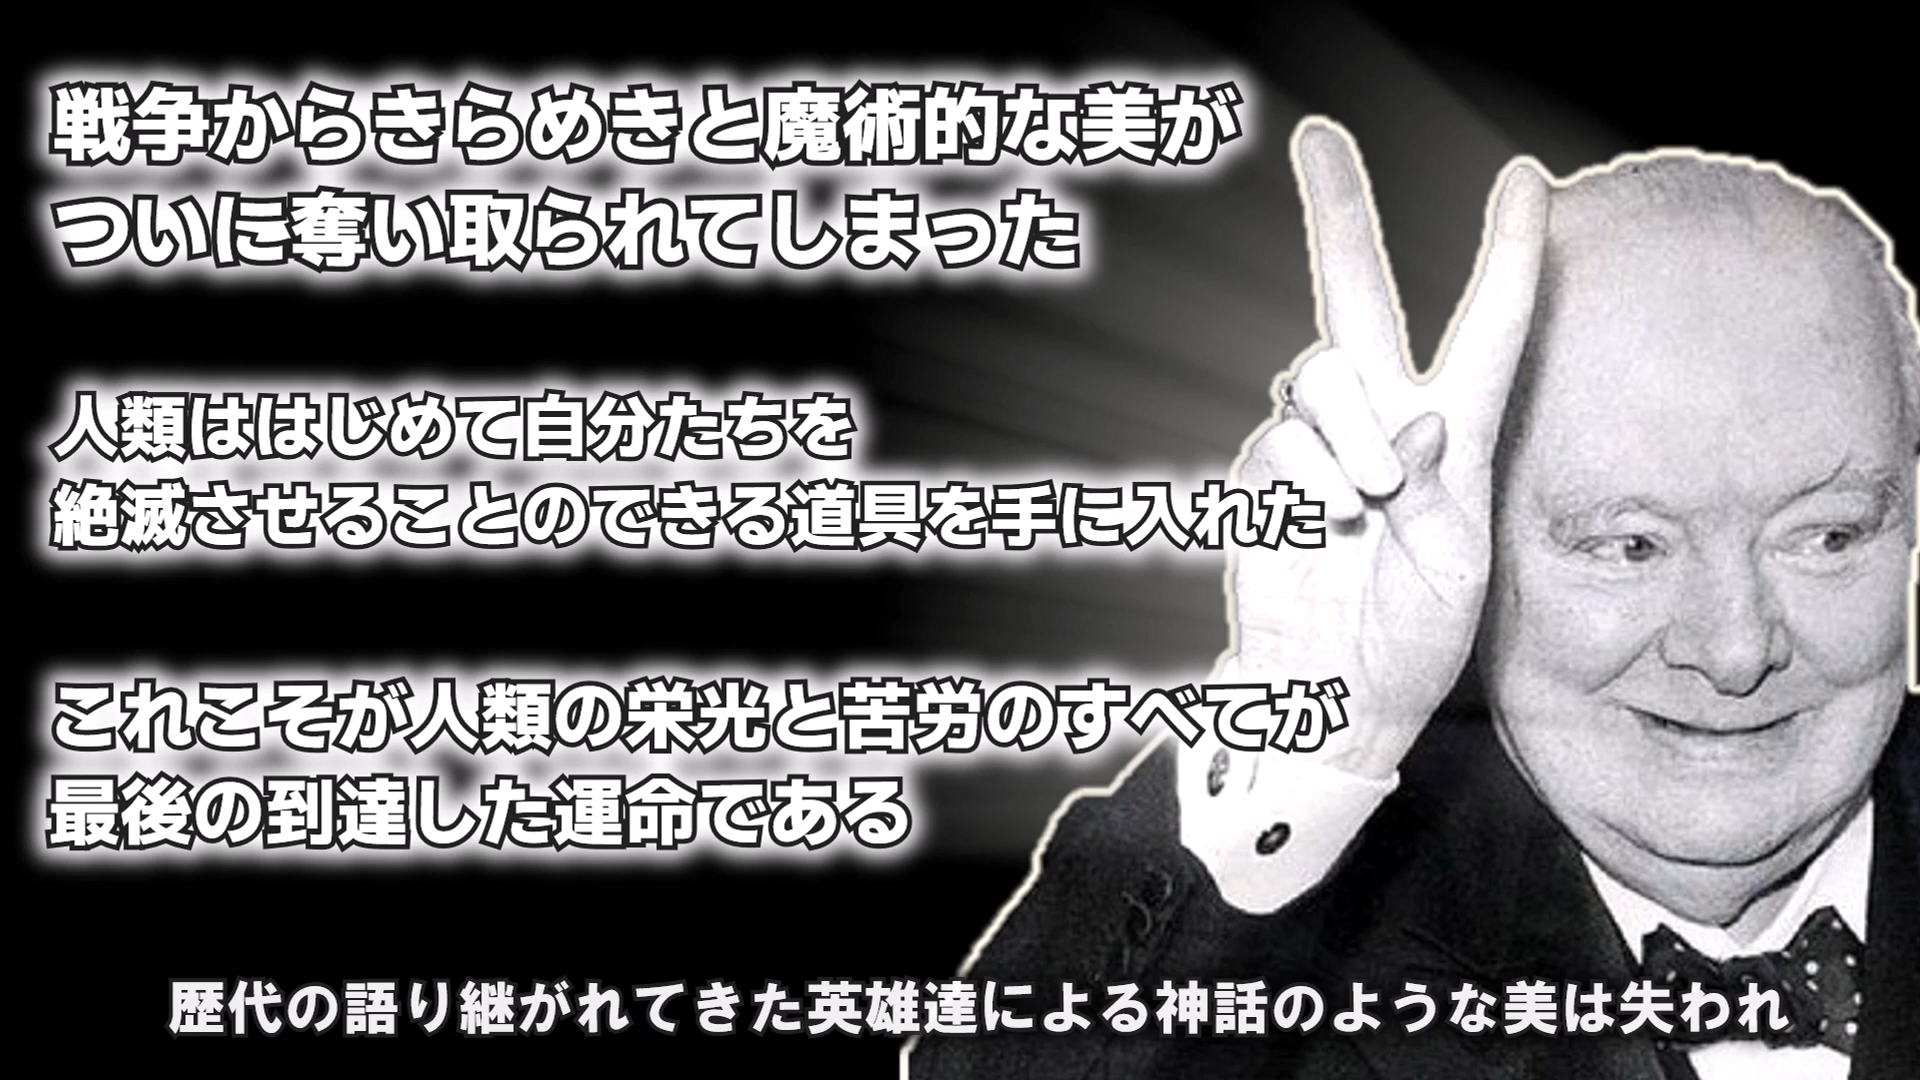 戦争からきらめきと魔術的な美が
ついに奪い取られてしまった
人類ははじめて自分たちを
絶滅させることのできる道具を手に入れた
これこそが人類の栄光と苦労のすべてが
最後の到達した運命である
歴代の語り継がれてきた英雄達による神話のような美は失われ